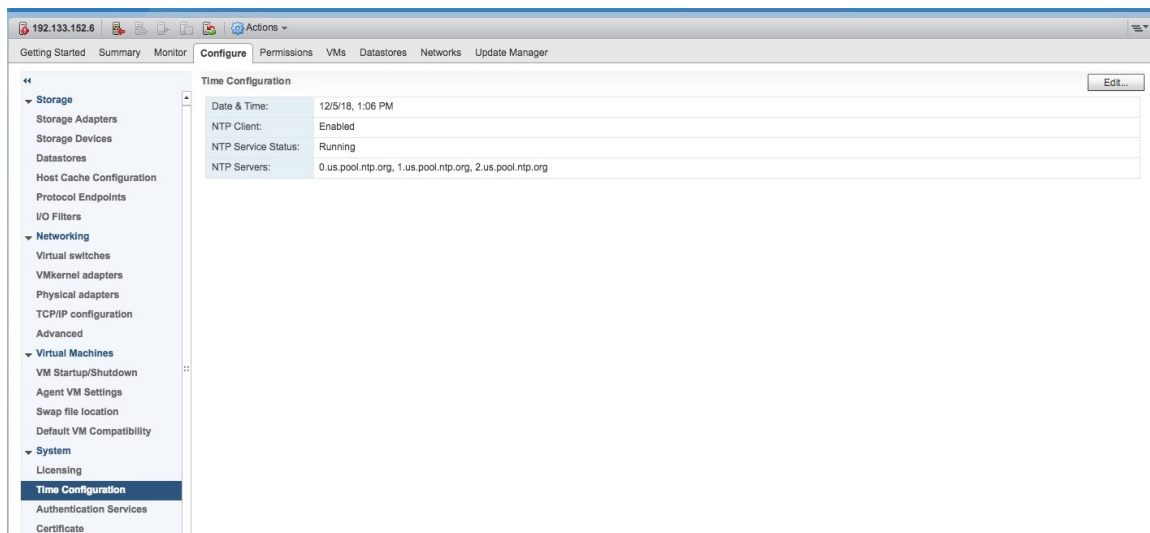 192.133.152.6 Actions
Getting Started Summary Monitor Configure Permissions VMs Datastores Networks Update Manager
Storage
Storage Adapters
Storage Devices
Datastores
Host Cache Configuration
Protocol Endpoints
I/O Filters
Networking
Virtual switches
VMkernel adapters
Physical adapters
TCP/IP configuration
Advanced
Virtual Machines
VM Startup/Shutdown
Agent VM Settings
Swap file location
Default VM Compatibility
System
Licensing
Time Configuration
Authentication Services
Certificate
Time Configuration Edit...
Date & Time: 12/5/18, 1:06 PM
NTP Client: Enabled
NTP Service Status: Running
NTP Servers: 0.us.pool.ntp.org, 1.us.pool.ntp.org, 2.us.pool.ntp.org